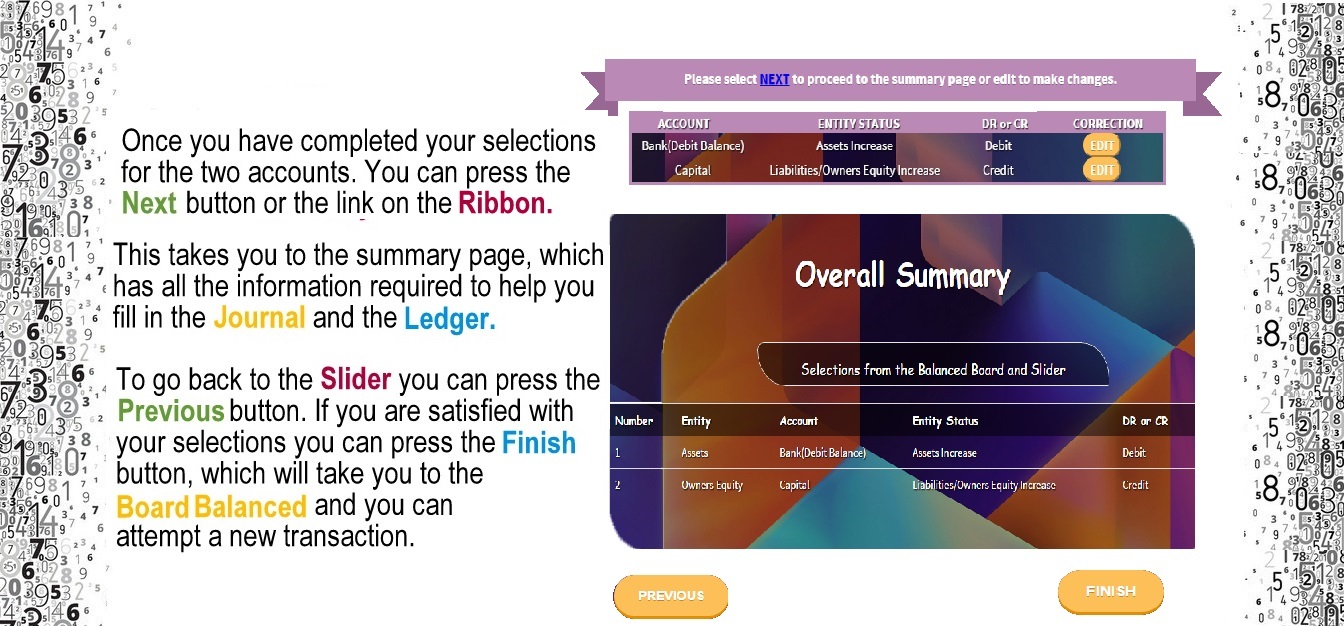 Once you have completed your selections
for the two accounts. You can press the
Next button or the link on the Ribbon.
This takes you to the summary page, which
has all the information required to help you
fill in the Journal and the Ledger.
To go back to the Slider you can press the
Previous button. If you are satisfied with
your selections you can press the Finish
button, which will take you to the
Board Balanced and you can
attempt a new transaction.
Please select NEXT to proceed to the summary page or edit to make changes.
ACCOUNT ENTITY STATUS DR or CR CORRECTION
Bank(Debit Balance) Assets Increase Debit EDIT
Capital Liabilities/Owners Equity Increase Credit EDIT
Overall Summary
Selections from the Balanced Board and Slider
Number Entity Account Entity Status DR or CR
1 Assets Bank(Debit Balance) Assets Increase Debit
2 Owners Equity Capital Liabilities/Owners Equity Increase Credit
PREVIOUS FINISH